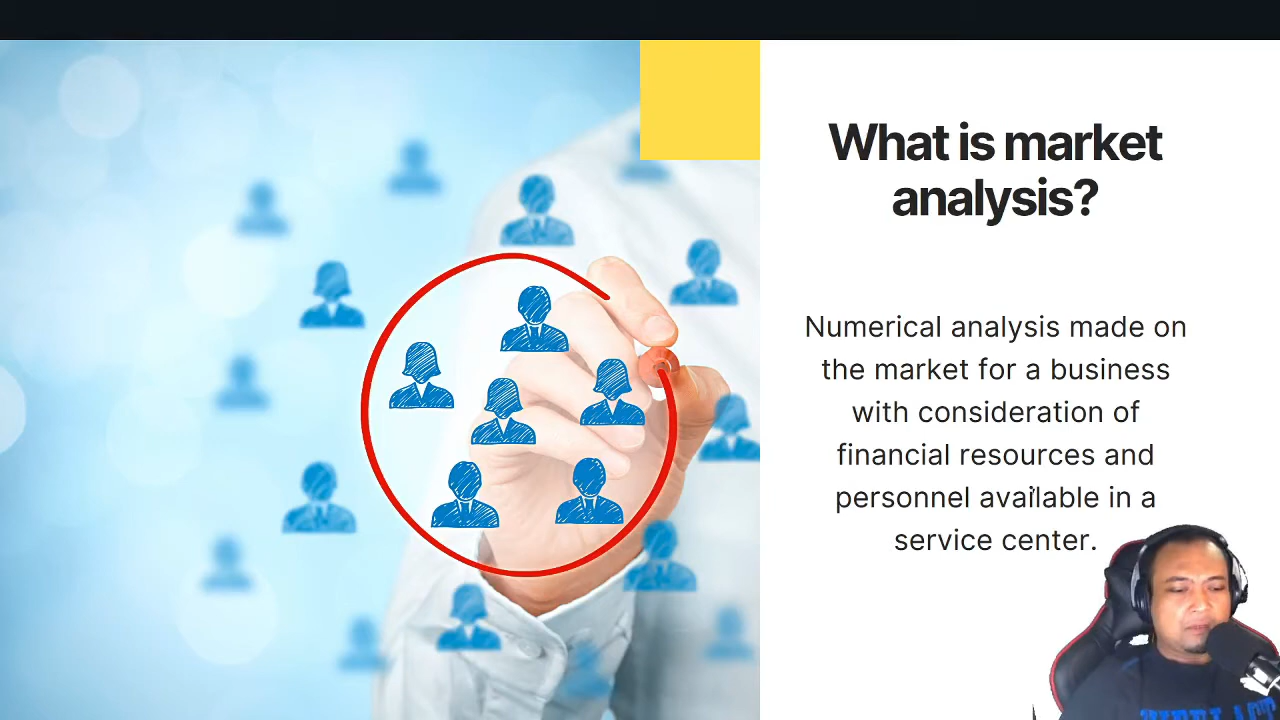 What is market
analysis?
Numerical analysis made on
the market for a business
with consideration of
financial resources and
personnel available in a
service center.